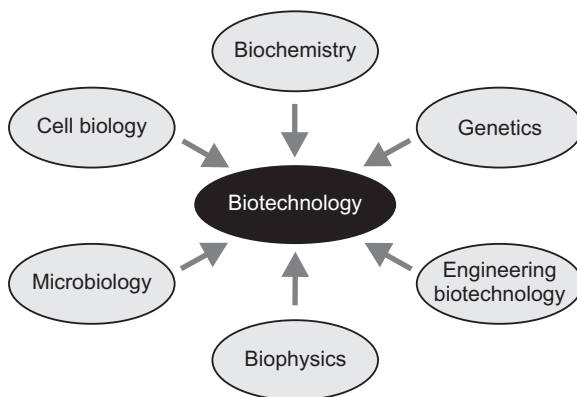 Biochemistry
Cell biology
Genetics
Biotechnology
Microbiology
Engineering
biotechnology
Biophysics